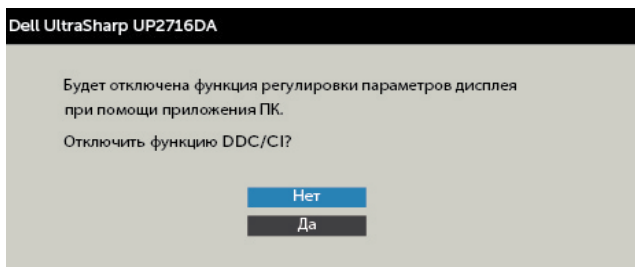 Dell UltraSharp UP2716DA
Будет отключена функция регулировки параметров дисплея
при помощи приложения ПК.
Отключить функцию DDC/CI?
Нет
Да